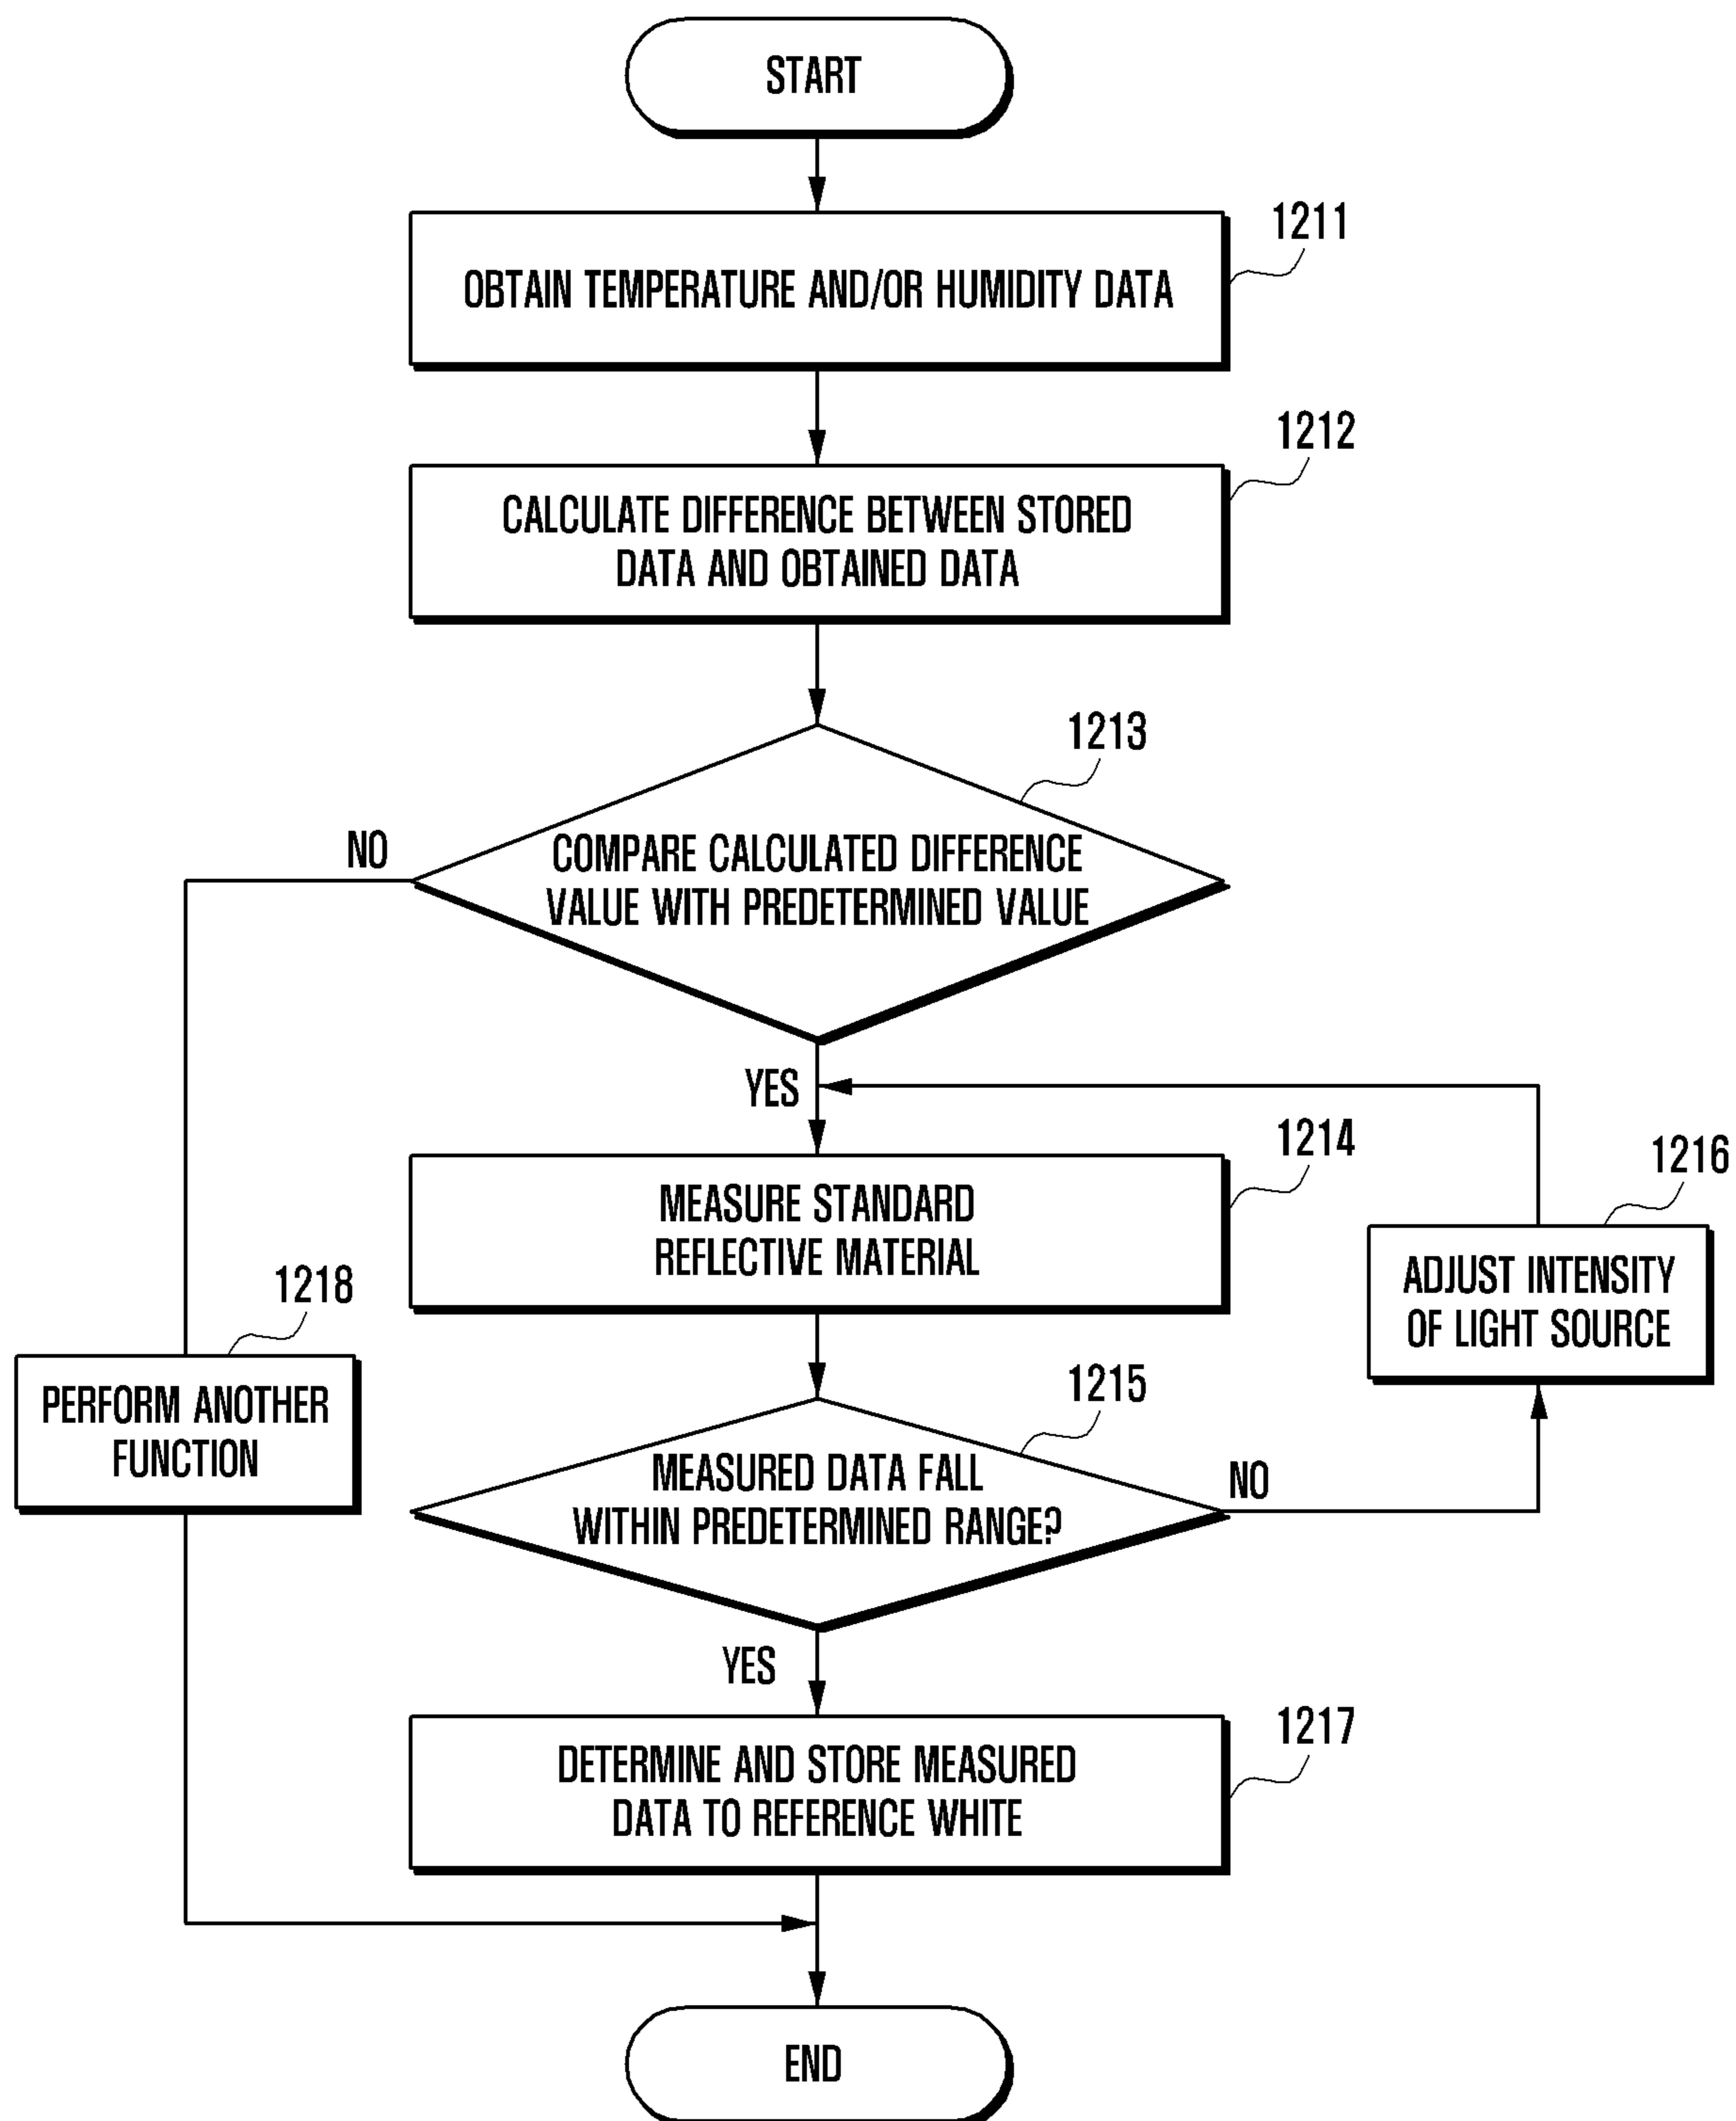 START
1211
OBTAIN TEMPERATURE AND/OR HUMIDITY DATA
1212
CALCULATE DIFFERENCE BETWEEN STORED
DATA AND OBTAINED DATA
1213
NO
COMPARE CALCULATED DIFFERENCE
VALUE WITH PREDETERMINED VALUE
YES
1214
MEASURE STANDARD
REFLECTIVE MATERIAL
1216
ADJUST INTENSITY
OF LIGHT SOURCE
1218
PERFORM ANOTHER
FUNCTION
1215
MEASURED DATA FALL
WITHIN PREDETERMINED RANGE?
NO
YES
1217
DETERMINE AND STORE MEASURED
DATA TO REFERENCE WHITE
END